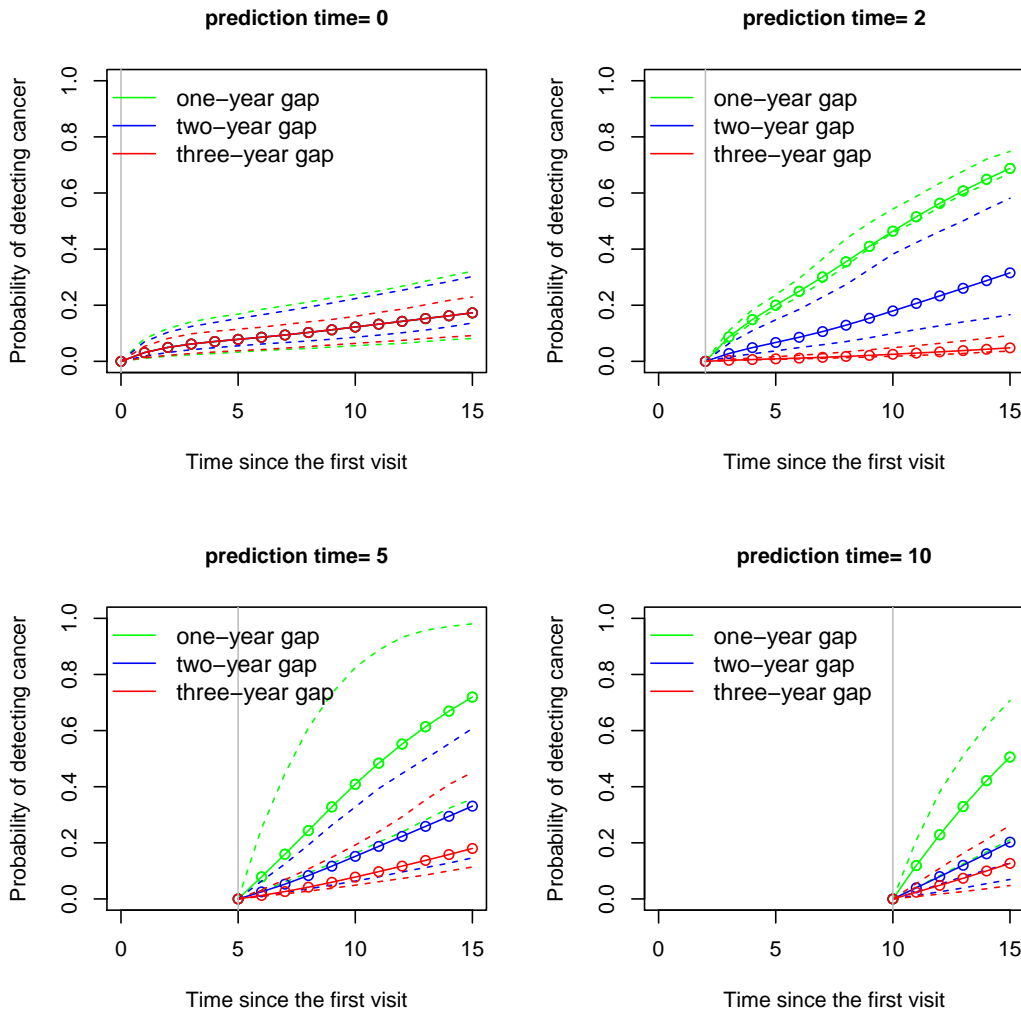 prediction time= 0
Probability of detecting cancer
1.0
0.8
0.6
0.4
0.2
0.0
one−year gap
two−year gap
three−year gap
0 5 10 15
Time since the first visit
prediction time= 2
Probability of detecting cancer
1.0
0.8
0.6
0.4
0.2
0.0
one−year gap
two−year gap
three−year gap
0 5 10 15
Time since the first visit
prediction time= 5
Probability of detecting cancer
1.0
0.8
0.6
0.4
0.2
0.0
one−year gap
two−year gap
three−year gap
0 5 10 15
Time since the first visit
prediction time= 10
Probability of detecting cancer
1.0
0.8
0.6
0.4
0.2
0.0
one−year gap
two−year gap
three−year gap
0 5 10 15
Time since the first visit